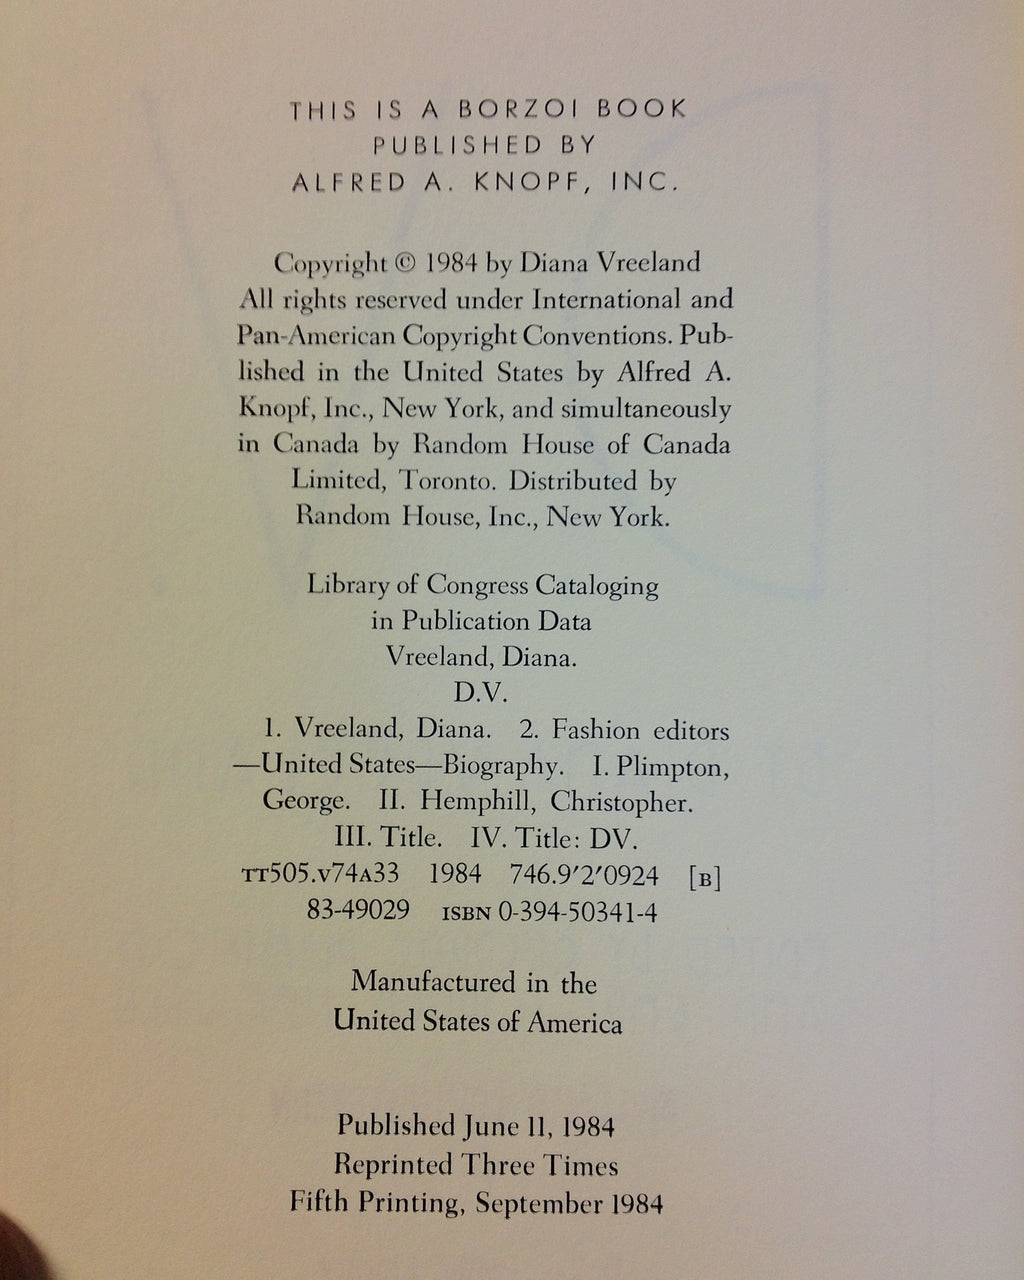 THIS IS A BORZOI BOOK
PUBLISHED BY
ALFRED A. KNOPF, INC.
Copyright © 1984 by Diana Vreeland
All rights reserved under International and
Pan-American Copyright Conventions. Pub-
lished in the United States by Alfred A.
Knopf, Inc., New York, and simultaneously
in Canada by Random House of Canada
Limited, Toronto. Distributed by
Random House, Inc., New York.
Library of Congress Cataloging
in Publication Data
Vreeland, Diana.
D.V.
1. Vreeland, Diana. 2. Fashion editors
—United States—Biography. I. Plimpton,
George. II. Hemphill, Christopher.
III. Title. IV. Title: DV.
TT505.V74A33 1984 746.9′2′0924 [B]
83-49029 ISBN 0-394-50341-4
Manufactured in the
United States of America
Published June 11, 1984
Reprinted Three Times
Fifth Printing, September 1984